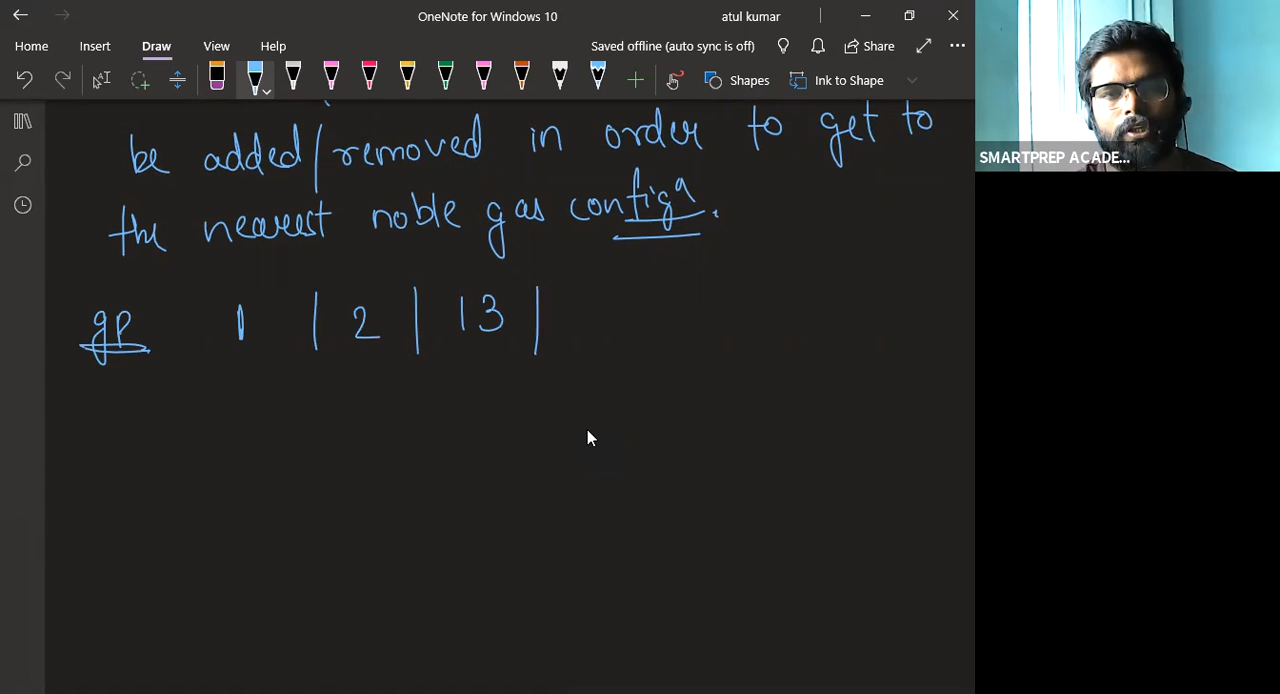 OneNote for Windows 10
atul kumar
Home Insert Draw View Help
Saved offline (auto sync is off)
Share
Shapes
Ink to Shape
SMARTPREP ACADE...
be added/removed in order to get to
the nearest noble gas configⁿ.
gp 1 | 2 | 13 |